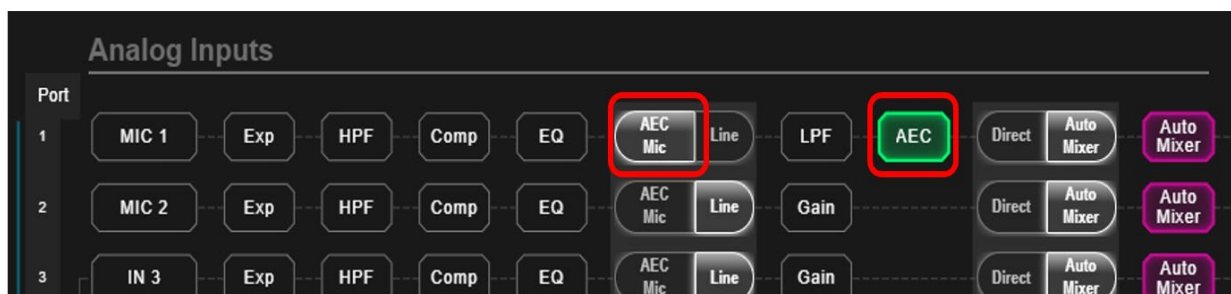 Analog Inputs
Port
1 MIC 1 Exp HPF Comp EQ AEC Mic Line LPF AEC Direct Auto Mixer Auto Mixer
2 MIC 2 Exp HPF Comp EQ AEC Mic Line Gain Direct Auto Mixer Auto Mixer
3 IN 3 Exp HPF Comp EQ AEC Mic Line Gain Direct Auto Mixer Auto Mixer